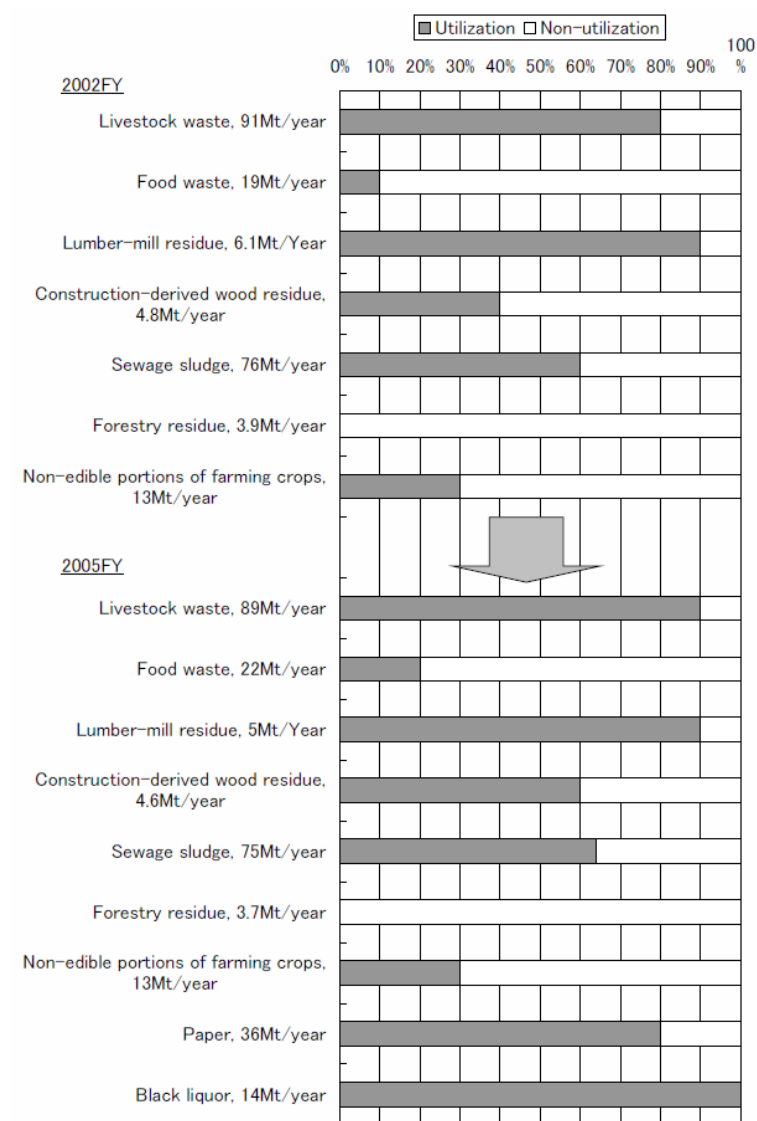 Utilization Non-utilization
0% 10% 20% 30% 40% 50% 60% 70% 80% 90% 100
%
2002FY
Livestock waste, 91Mt/year
Food waste, 19Mt/year
Lumber-mill residue, 6.1Mt/Year
Construction-derived wood residue,
4.8Mt/year
Sewage sludge, 76Mt/year
Forestry residue, 3.9Mt/year
Non-edible portions of farming crops,
13Mt/year
2005FY
Livestock waste, 89Mt/year
Food waste, 22Mt/year
Lumber-mill residue, 5Mt/Year
Construction-derived wood residue,
4.6Mt/year
Sewage sludge, 75Mt/year
Forestry residue, 3.7Mt/year
Non-edible portions of farming crops,
13Mt/year
Paper, 36Mt/year
Black liquor, 14Mt/year